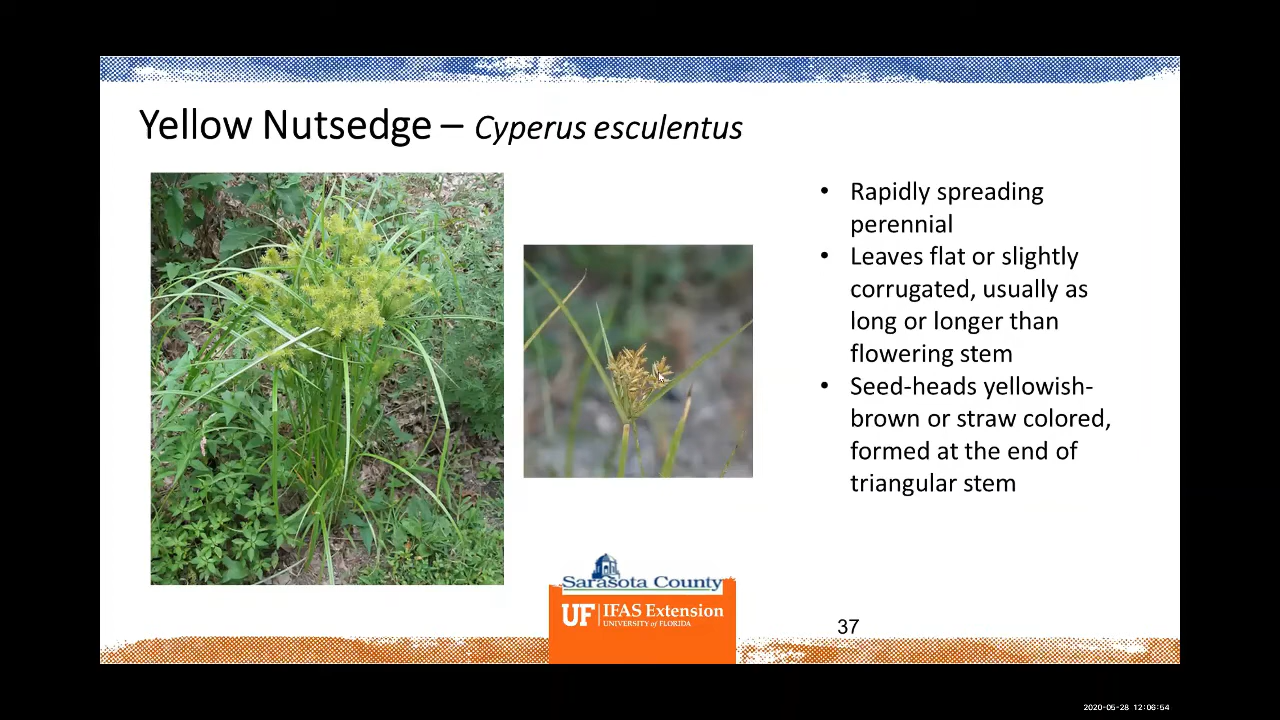 Yellow Nutsedge – Cyperus esculentus
• Rapidly spreading
perennial
• Leaves flat or slightly
corrugated, usually as
long or longer than
flowering stem
• Seed-heads yellowish-
brown or straw colored,
formed at the end of
triangular stem
Sarasota County
UF IFAS Extension
UNIVERSITY of FLORIDA
37
2020-05-28 12:06:54